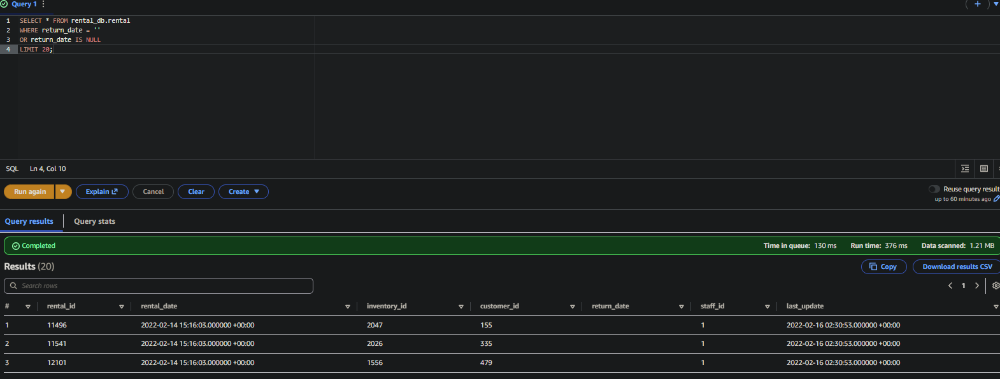 Query 1
1 SELECT * FROM rental_db.rental
2 WHERE return_date = ''
3 OR return_date IS NULL
4 LIMIT 20;
SQL Ln 4, Col 10
Run again Explain Cancel Clear Create
Reuse query result
up to 60 minutes ago
Query results Query stats
Completed Time in queue: 130 ms Run time: 376 ms Data scanned: 1.21 MB
Results (20) Copy Download results CSV
Search rows 1
# rental_id rental_date inventory_id customer_id return_date staff_id last_update
1 11496 2022-02-14 15:16:03.000000 +00:00 2047 155 1 2022-02-16 02:30:53.000000 +00:00
2 11541 2022-02-14 15:16:03.000000 +00:00 2026 335 1 2022-02-16 02:30:53.000000 +00:00
3 12101 2022-02-14 15:16:03.000000 +00:00 1556 479 1 2022-02-16 02:30:53.000000 +00:00